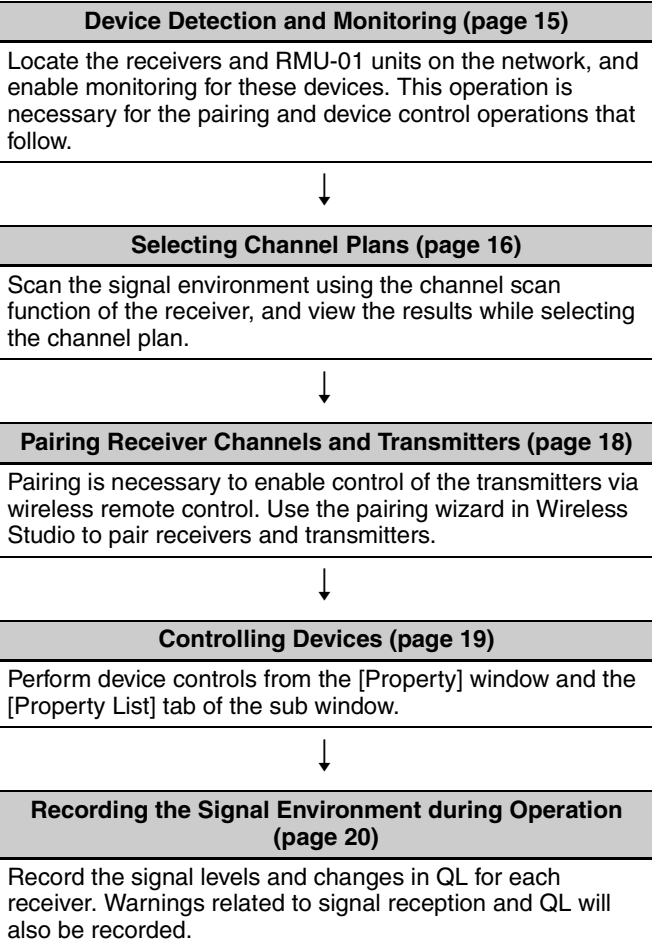 Device Detection and Monitoring (page 15)
Locate the receivers and RMU-01 units on the network, and
enable monitoring for these devices. This operation is
necessary for the pairing and device control operations that
follow.
Selecting Channel Plans (page 16)
Scan the signal environment using the channel scan
function of the receiver, and view the results while selecting
the channel plan.
Pairing Receiver Channels and Transmitters (page 18)
Pairing is necessary to enable control of the transmitters via
wireless remote control. Use the pairing wizard in Wireless
Studio to pair receivers and transmitters.
Controlling Devices (page 19)
Perform device controls from the [Property] window and the
[Property List] tab of the sub window.
Recording the Signal Environment during Operation
(page 20)
Record the signal levels and changes in QL for each
receiver. Warnings related to signal reception and QL will
also be recorded.